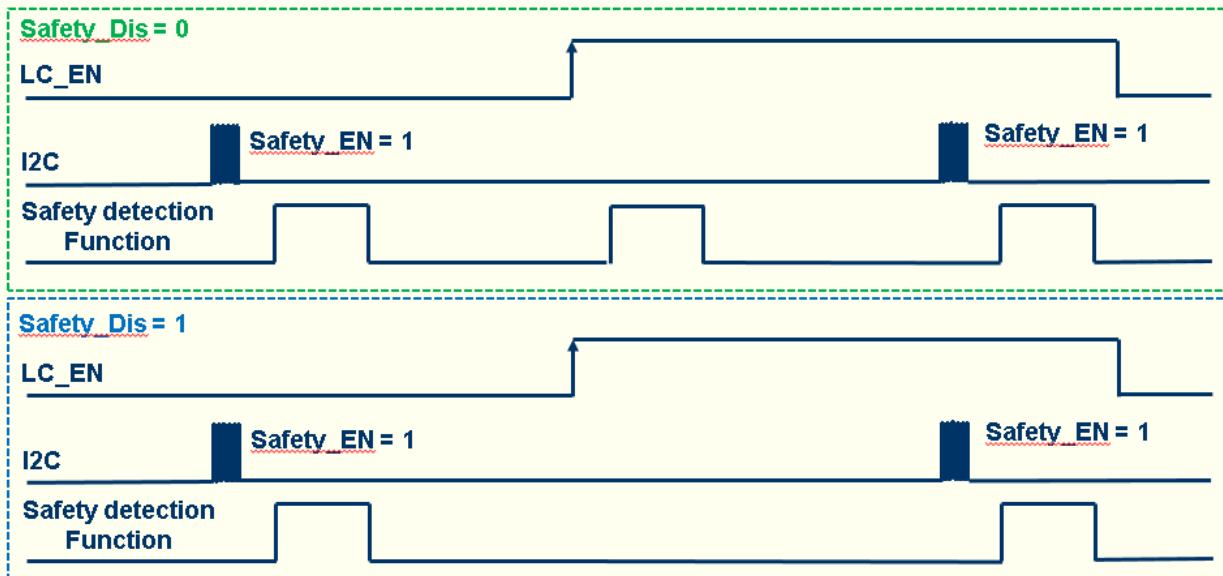 Safety_Dis = 0
LC_EN
Safety_EN = 1
Safety_EN = 1
I2C
Safety detection
Function
Safety_Dis = 1
LC_EN
Safety_EN = 1
Safety_EN = 1
I2C
Safety detection
Function